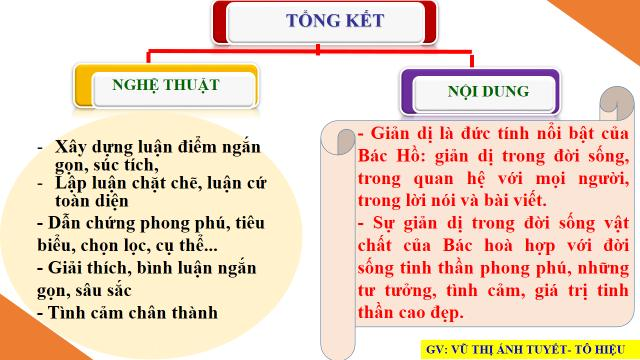 TỔNG KẾT
NGHỆ THUẬT
- Xây dựng luận điểm ngắn
gọn, súc tích,
- Lập luận chặt chẽ, luận cứ
toàn diện
- Dẫn chứng phong phú, tiêu
biểu, chọn lọc, cụ thể...
- Giải thích, bình luận ngắn
gọn, sâu sắc
- Tình cảm chân thành
NỘI DUNG
- Giản dị là đức tính nổi bật của
Bác Hồ: giản dị trong đời sống,
trong quan hệ với mọi người,
trong lời nói và bài viết.
- Sự giản dị trong đời sống vật
chất của Bác hoà hợp với đời
sống tinh thần phong phú, những
tư tưởng, tình cảm, giá trị tinh
thần cao đẹp.
GV: VŨ THỊ ÁNH TUYẾT- TÔ HIỆU